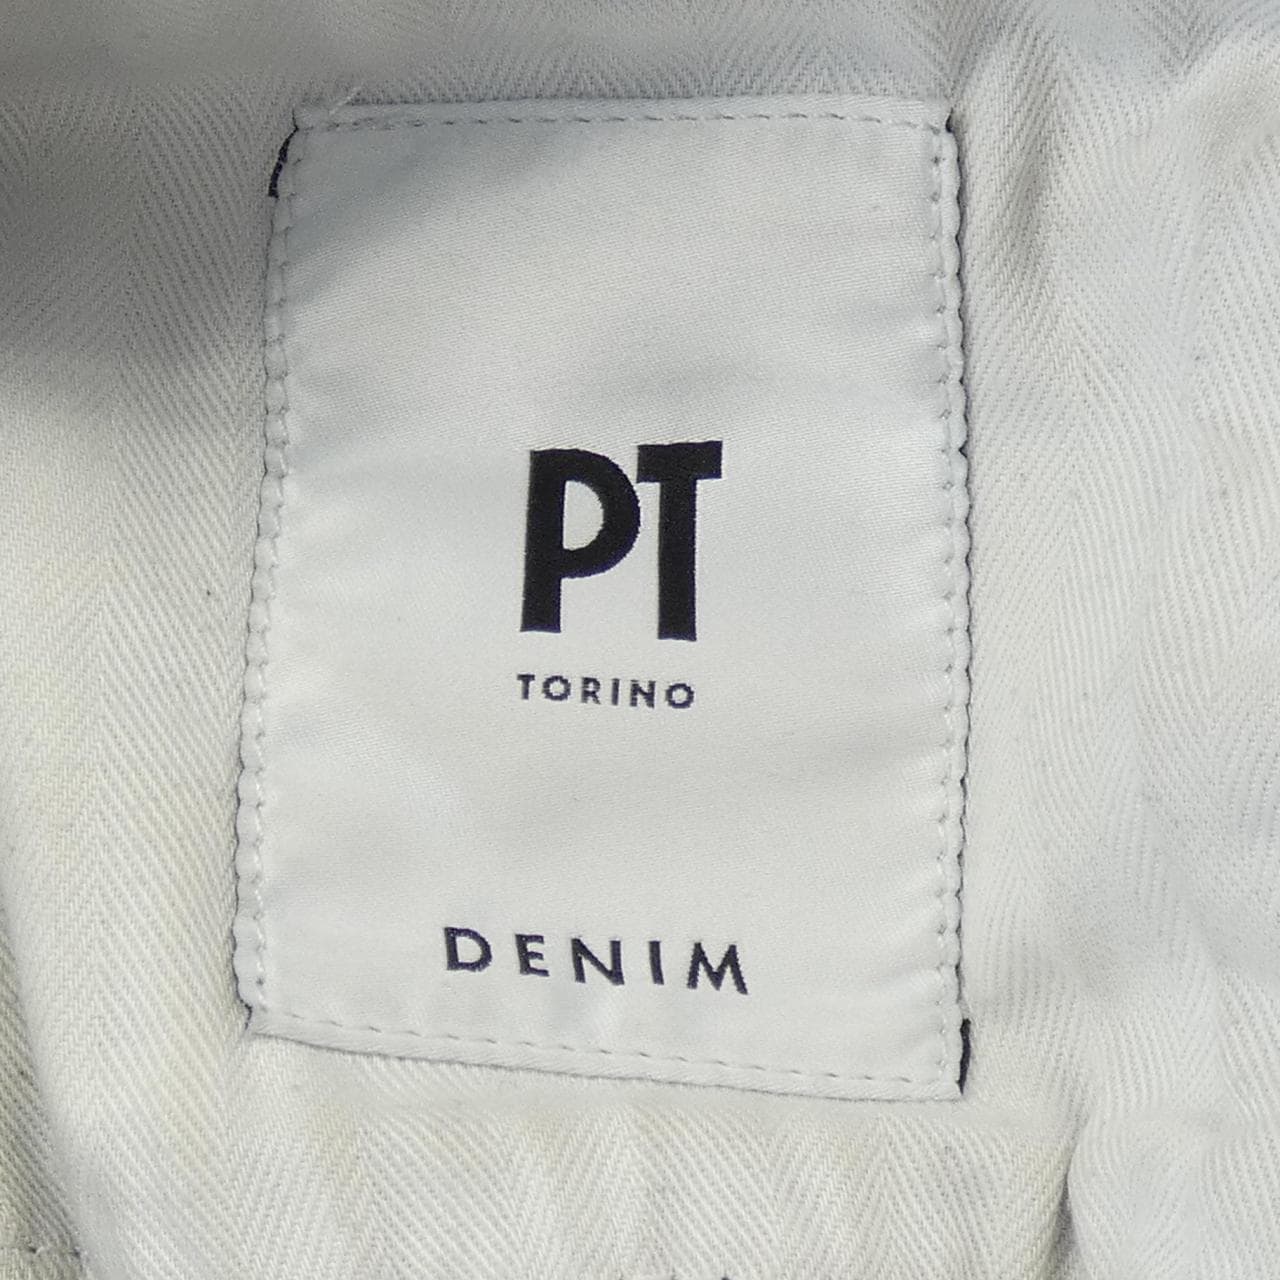 PT
TORINO
DENIM